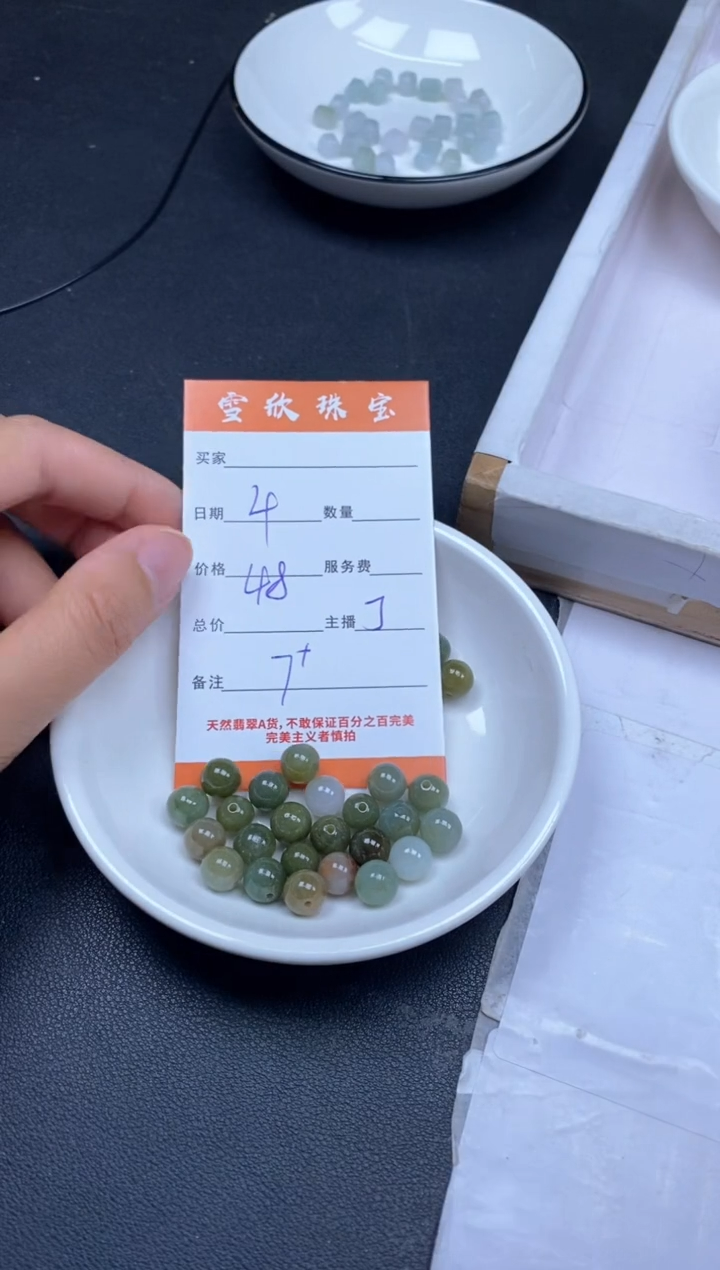 雪欣珠宝
买家
日期 4 数量
价格 48 服务费
总价 主播 J
备注 7+
天然翡翠A货,不敢保证百分之百完美
完美主义者慎拍